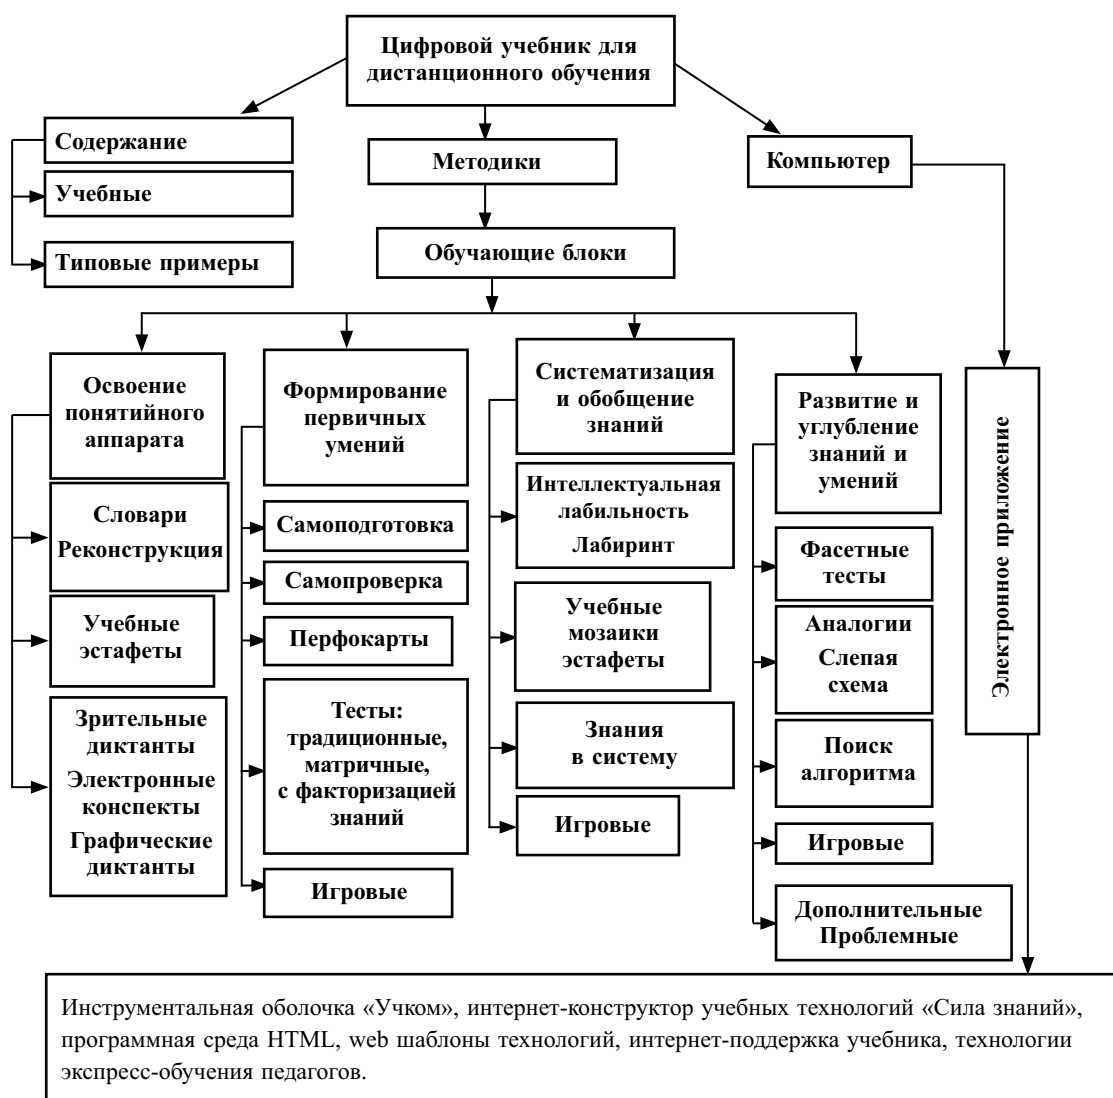 Цифровой учебник для
дистанционного обучения
Содержание
Учебные
Типовые примеры
Методики
Компьютер
Обучающие блоки
Освоение
понятийного
аппарата
Словари
Реконструкция
Учебные
эстафеты
Зрительные
диктанты
Электронные
конспекты
Графические
диктанты
Формирование
первичных
умений
Самоподготовка
Самопроверка
Перфокарты
Тесты:
традиционные,
матричные,
с факторизацией
знаний
Игровые
Систематизация
и обобщение
знаний
Интеллектуальная
лабильность
Лабиринт
Учебные
мозаики
эстафеты
Знания
в систему
Игровые
Развитие и
углубление
знаний и
умений
Фасетные
тесты
Аналогии
Слепая
схема
Поиск
алгоритма
Игровые
Дополнительные
Проблемные
Электронное приложение
Инструментальная оболочка «Учком», интернет-конструктор учебных технологий «Сила знаний»,
программная среда HTML, web шаблоны технологий, интернет-поддержка учебника, технологии
экспресс-обучения педагогов.